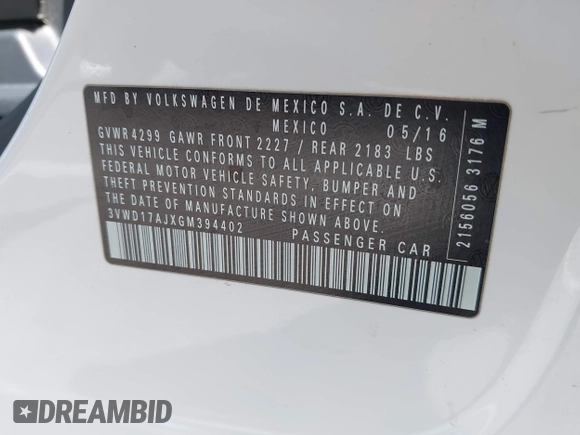 MFD BY VOLKSWAGEN DE MEXICO S.A. DE C.V.
MEXICO 05/16
GVWR 4299 GAWR FRONT 2227 / REAR 2183 LBS
THIS VEHICLE CONFORMS TO ALL APPLICABLE U.S.
FEDERAL MOTOR VEHICLE SAFETY, BUMPER AND
THEFT PREVENTION STANDARDS IN EFFECT ON
THE DATE OF MANUFACTURE SHOWN ABOVE.
3VWD17AJXGM394402 PASSENGER CAR
2156056 3176 M
DREAMBID